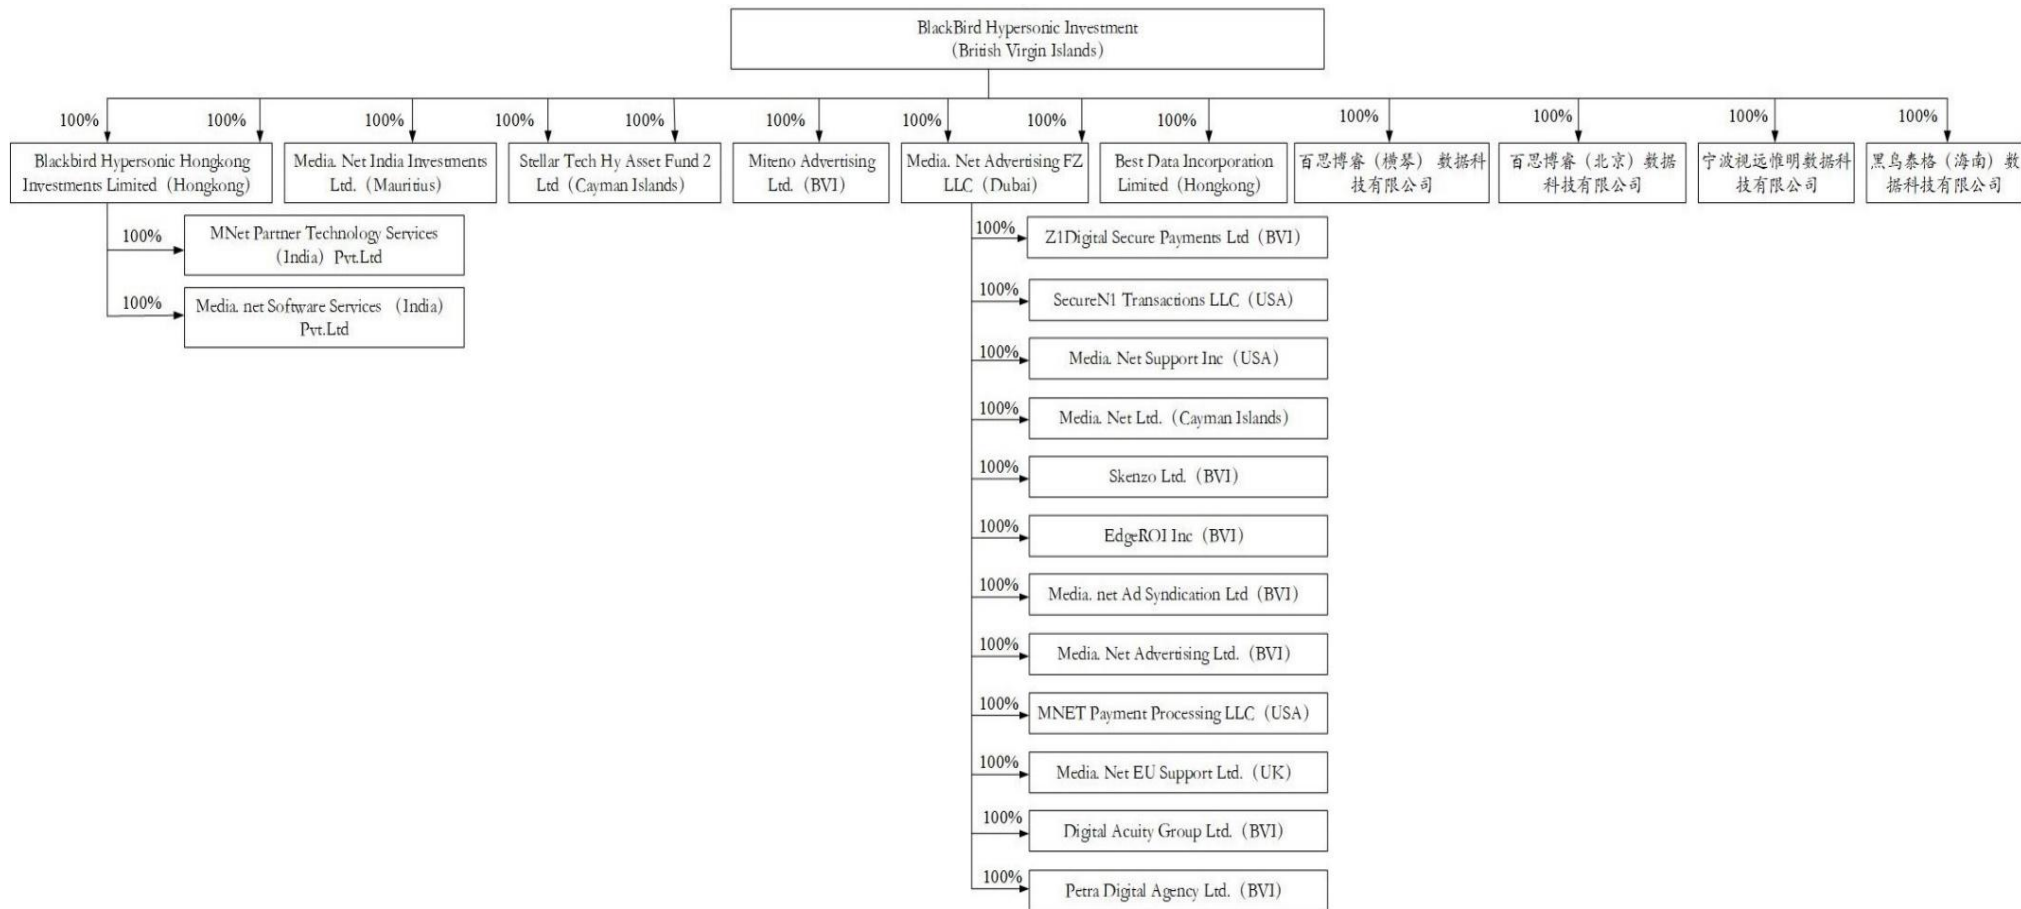 BlackBird Hypersonic Investment
（British Virgin Islands）
100%
100%
100%
100%
100%
100%
100%
100%
100%
100%
100%
100%
100%
Blackbird Hypersonic Hongkong
Investments Limited（Hongkong）
Media. Net India Investments
Ltd.（Mauritius）
Stellar Tech Hy Asset Fund 2
Ltd（Cayman Islands）
Miteno Advertising
Ltd.（BVI）
Media. Net Advertising FZ
LLC（Dubai）
Best Data Incorporation
Limited（Hongkong）
百思博睿（横琴）数据科
技有限公司
百思博睿（北京）数据
科技有限公司
宁波视远惟明数据科
技有限公司
黑鸟泰格（海南）数
据科技有限公司
100%
MNet Partner Technology Services
（India）Pvt.Ltd
100%
Media. net Software Services （India）
Pvt.Ltd
100%
Z1Digital Secure Payments Ltd（BVI）
100%
SecureN1 Transactions LLC（USA）
100%
Media. Net Support Inc（USA）
100%
Media. Net Ltd.（Cayman Islands）
100%
Skenzo Ltd.（BVI）
100%
EdgeROI Inc（BVI）
100%
Media. net Ad Syndication Ltd（BVI）
100%
Media. Net Advertising Ltd.（BVI）
100%
MNET Payment Processing LLC（USA）
100%
Media. Net EU Support Ltd.（UK）
100%
Digital Acuity Group Ltd.（BVI）
100%
Petra Digital Agency Ltd.（BVI）